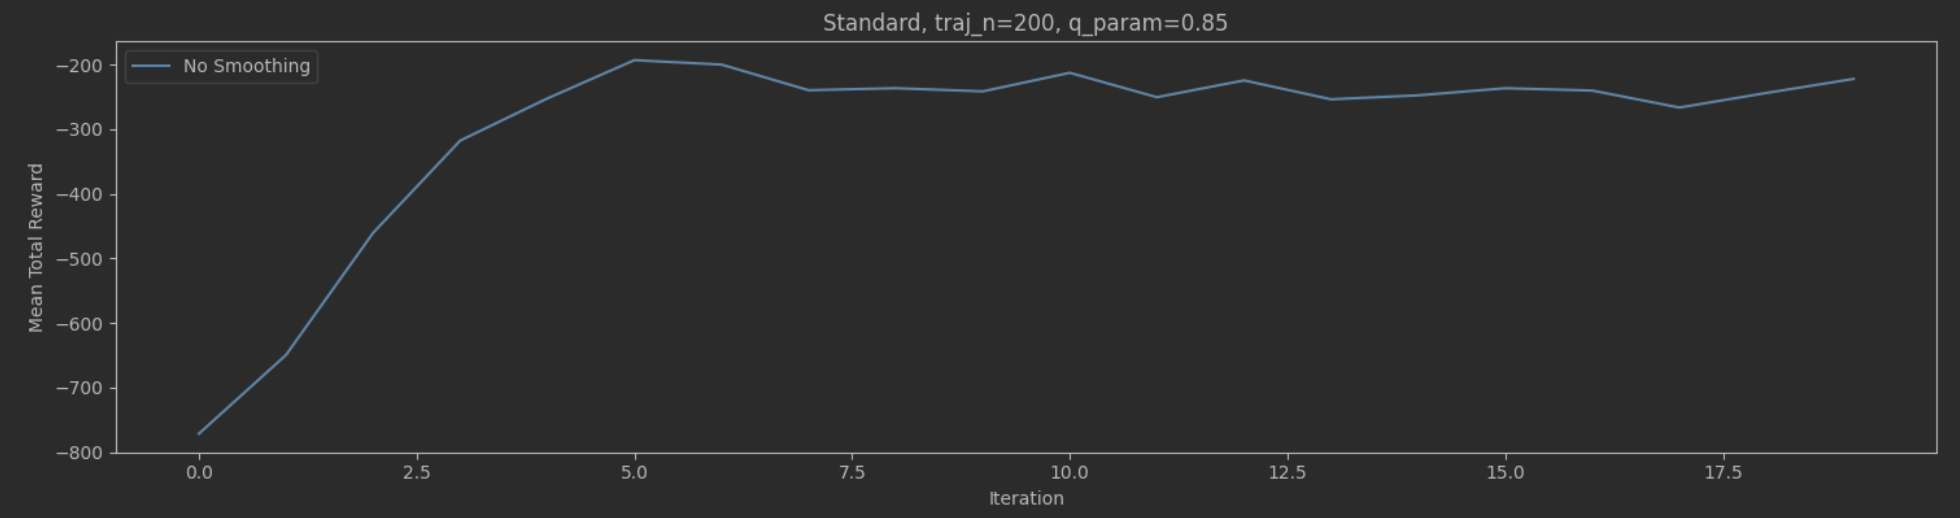 Standard, traj_n=200, q_param=0.85
No Smoothing
Mean Total Reward
−200
−300
−400
−500
−600
−700
−800
0.0 2.5 5.0 7.5 10.0 12.5 15.0 17.5
Iteration